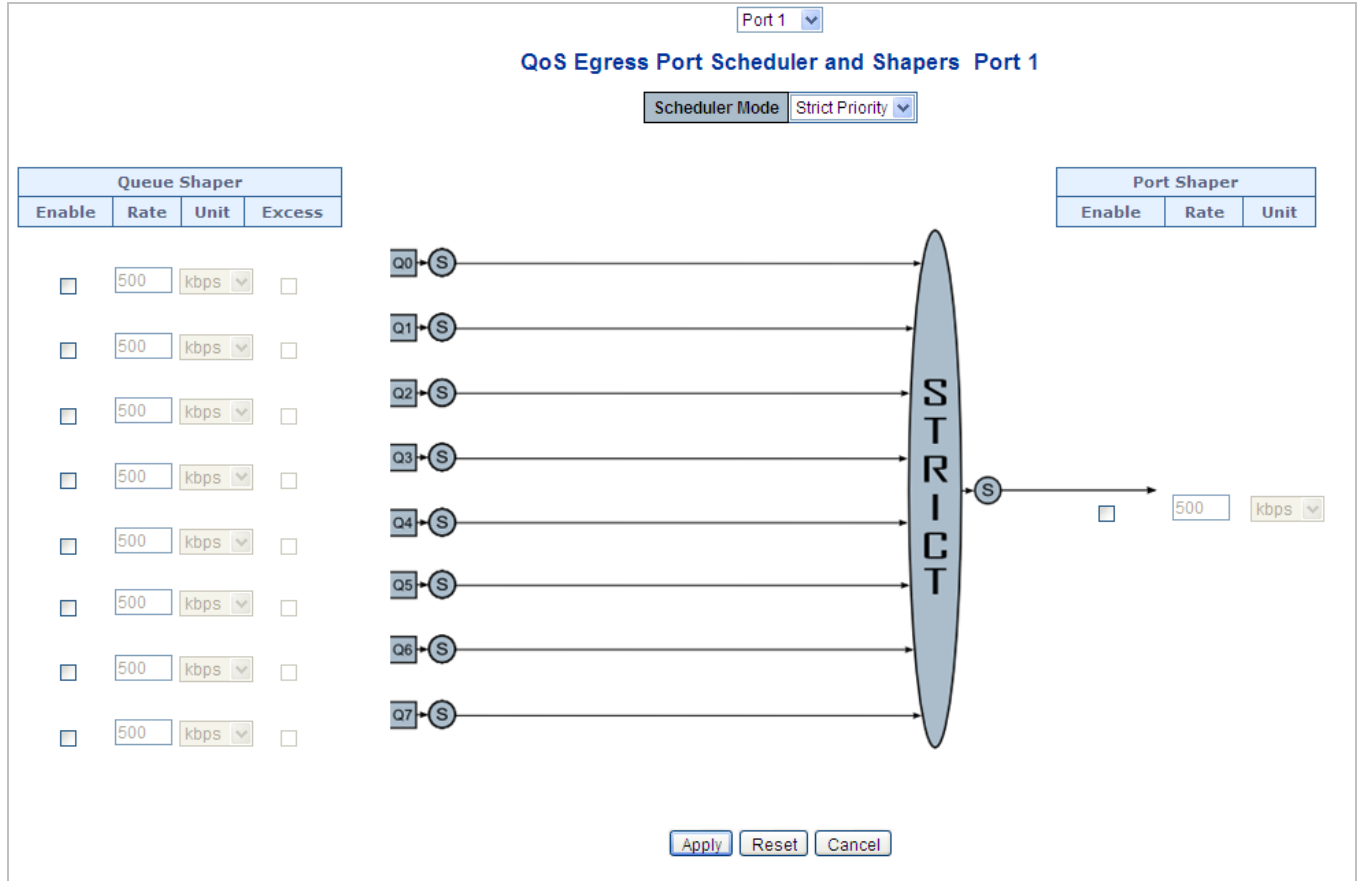 Port 1
QoS Egress Port Scheduler and Shapers Port 1
Scheduler Mode Strict Priority
Queue Shaper
Enable Rate Unit Excess
Port Shaper
Enable Rate Unit
500 kbps
Q0 S
500 kbps
Q1 S
500 kbps
Q2 S
500 kbps
Q3 S
500 kbps
Q4 S
500 kbps
Q5 S
500 kbps
Q6 S
500 kbps
Q7 S
STRICT
S
500 kbps
Apply Reset Cancel